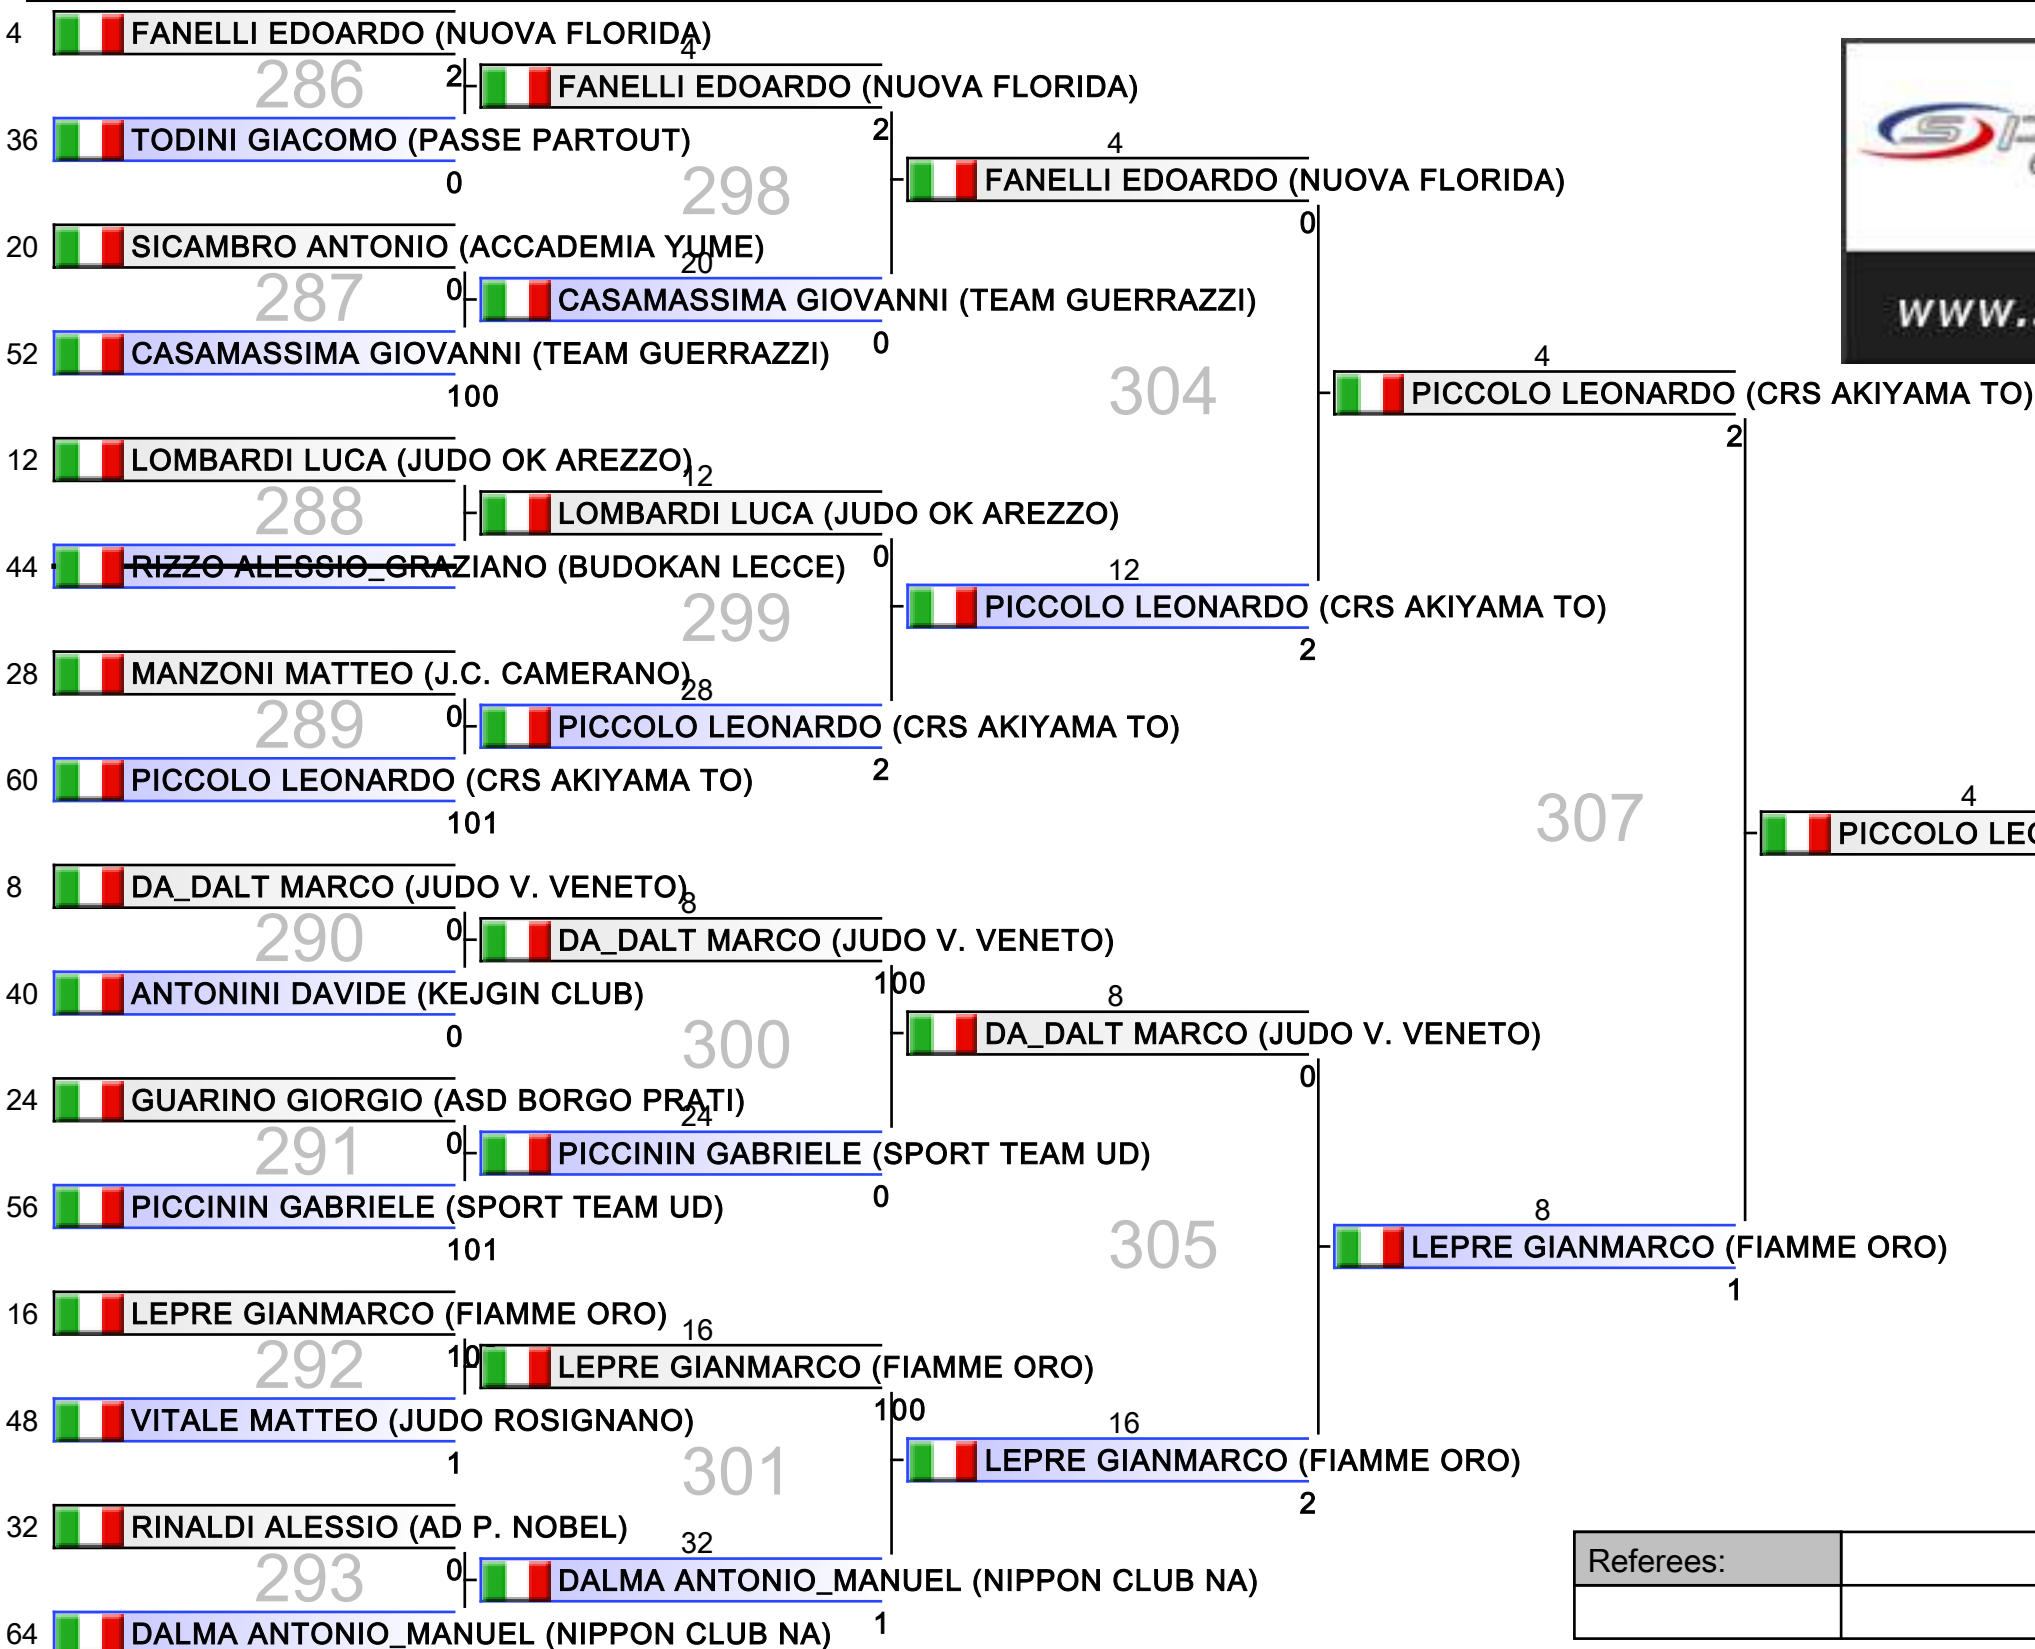 4 FANELLI EDOARDO (NUOVA FLORIDA)
4
286
2
FANELLI EDOARDO (NUOVA FLORIDA)
36 TODINI GIACOMO (PASSE PARTOUT)
0
2
298
4
FANELLI EDOARDO (NUOVA FLORIDA)
0
20 SICAMBRO ANTONIO (ACCADEMIA YUME)
20
287
0
CASAMASSIMA GIOVANNI (TEAM GUERRAZZI)
0
52 CASAMASSIMA GIOVANNI (TEAM GUERRAZZI)
100
304
4
PICCOLO LEONARDO (CRS AKIYAMA TO)
2
12 LOMBARDI LUCA (JUDO OK AREZZO)
12
288
LOMBARDI LUCA (JUDO OK AREZZO)
0
44 RIZZO ALESSIO_GRAZIANO (BUDOKAN LECCE)
299
12
PICCOLO LEONARDO (CRS AKIYAMA TO)
2
28 MANZONI MATTEO (J.C. CAMERANO)
28
289
0
PICCOLO LEONARDO (CRS AKIYAMA TO)
2
60 PICCOLO LEONARDO (CRS AKIYAMA TO)
101
307
4
PICCOLO
8 DA_DALT MARCO (JUDO V. VENETO)
8
290
0
DA_DALT MARCO (JUDO V. VENETO)
100
40 ANTONINI DAVIDE (KEJGIN CLUB)
0
300
8
DA_DALT MARCO (JUDO V. VENETO)
0
24 GUARINO GIORGIO (ASD BORGO PRATI)
24
291
0
PICCININ GABRIELE (SPORT TEAM UD)
0
56 PICCININ GABRIELE (SPORT TEAM UD)
101
305
8
LEPRE GIANMARCO (FIAMME ORO)
1
16 LEPRE GIANMARCO (FIAMME ORO)
16
292
LEPRE GIANMARCO (FIAMME ORO)
100
48 VITALE MATTEO (JUDO ROSIGNANO)
1
301
16
LEPRE GIANMARCO (FIAMME ORO)
2
32 RINALDI ALESSIO (AD P. NOBEL)
32
293
0
DALMA ANTONIO_MANUEL (NIPPON CLUB NA)
1
64 DALMA ANTONIO_MANUEL (NIPPON CLUB NA)
www.
Referees: